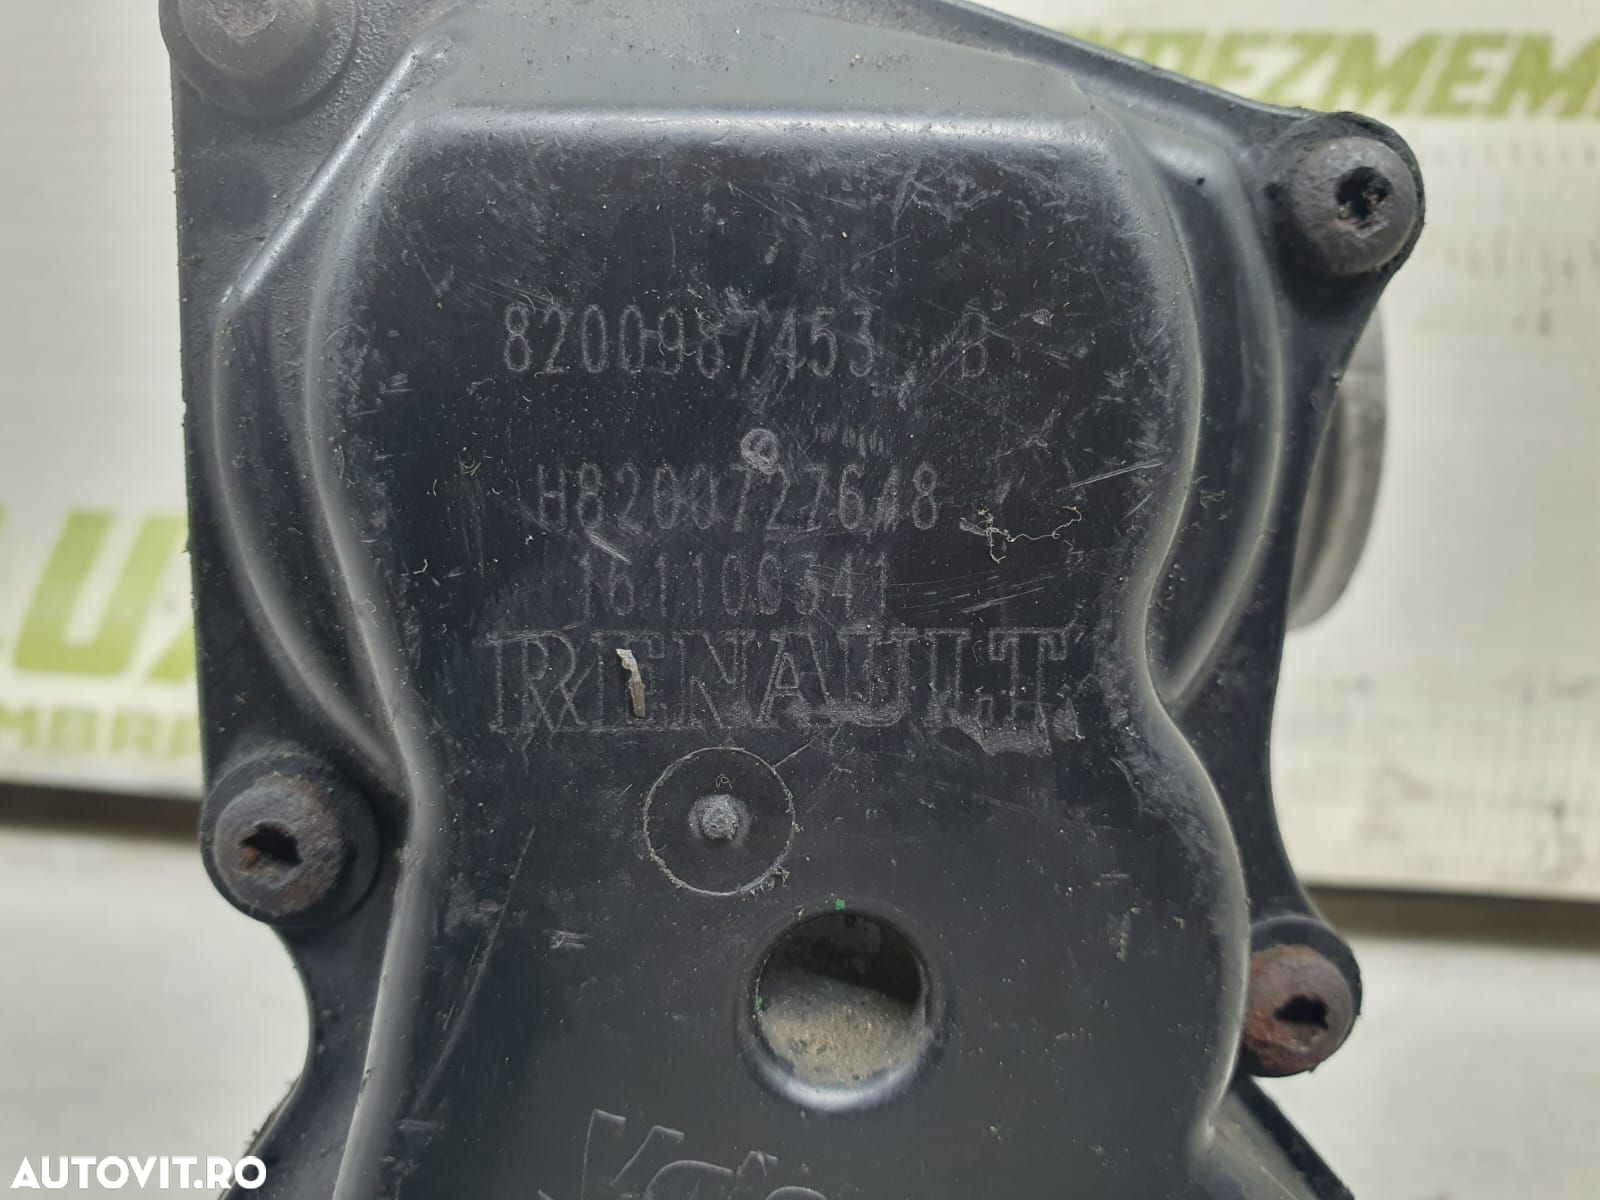 8200987453 B
H8200727648
161106341
RENAULT
AUTOVIT.RO